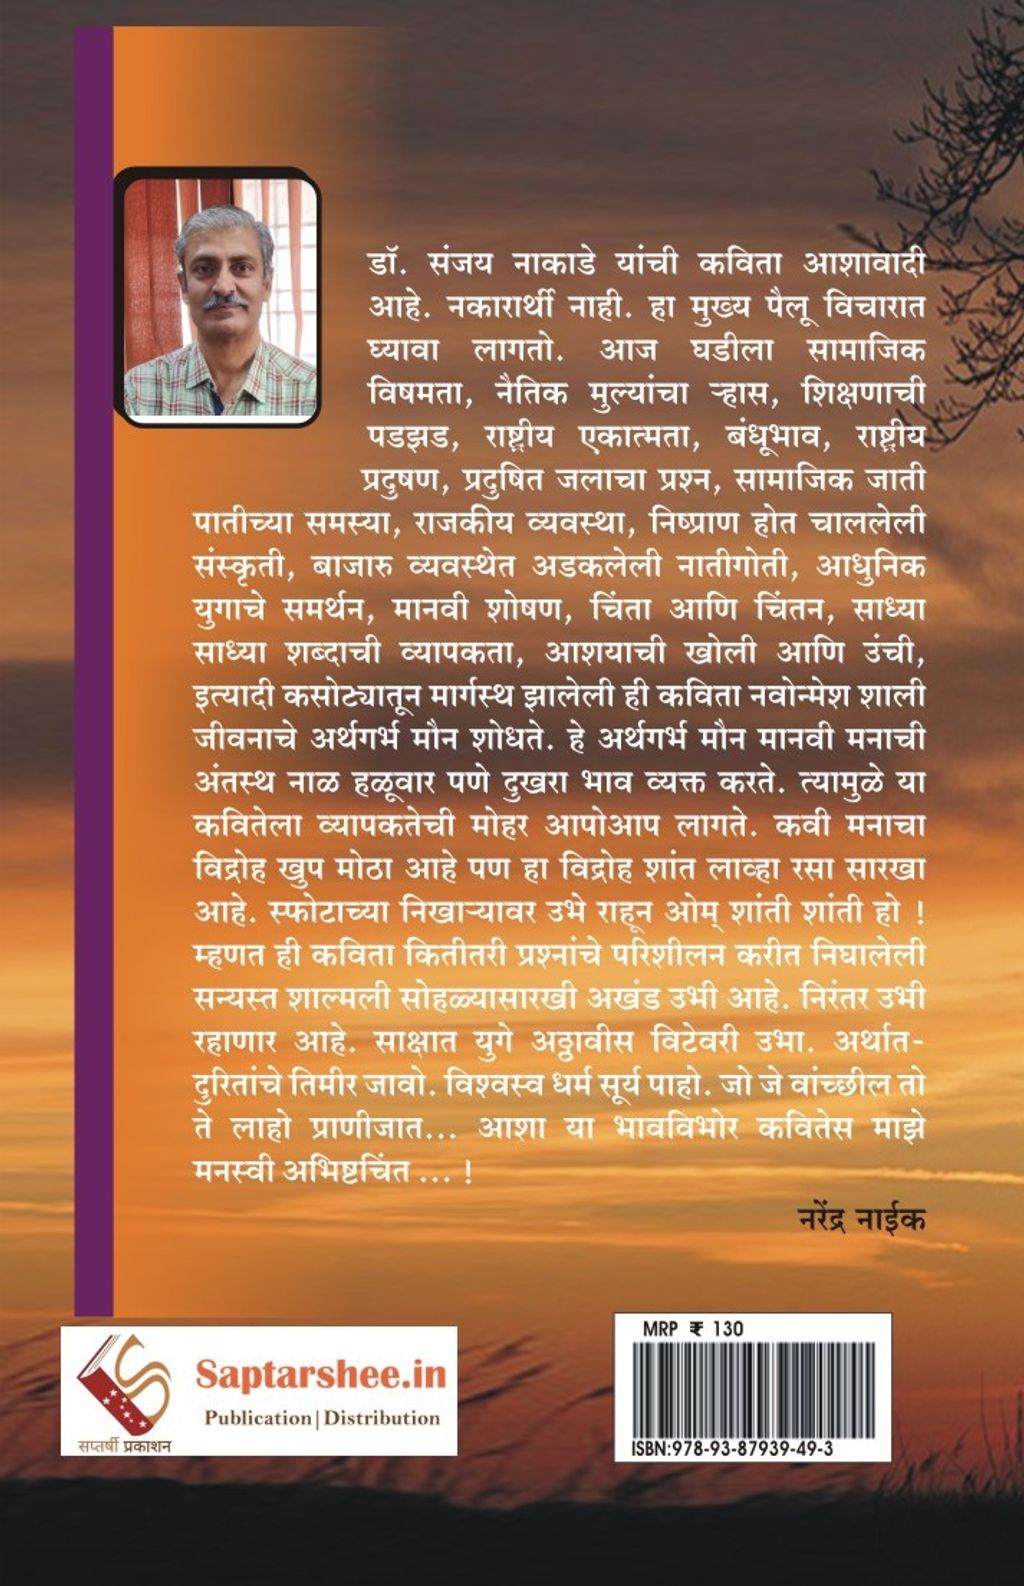 डॉ. संजय नाकाडे यांची कविता आशावादी
आहे. नकारार्थी नाही. हा मुख्य पैलू विचारात
घ्यावा लागतो. आज घडीला सामाजिक
विषमता, नैतिक मुल्यांचा ऱ्हास, शिक्षणाची
पडझड, राष्ट्रीय एकात्मता, बंधूभाव, राष्ट्रीय
प्रदुषण, प्रदुषित जलाचा प्रश्न, सामाजिक जाती
पातीच्या समस्या, राजकीय व्यवस्था, निष्प्राण होत चाललेली
संस्कृती, बाजारु व्यवस्थेत अडकलेली नातीगोती, आधुनिक
युगाचे समर्थन, मानवी शोषण, चिंता आणि चिंतन, साध्या
साध्या शब्दाची व्यापकता, आशयाची खोली आणि उंची,
इत्यादी कसोट्यातून मार्गस्थ झालेली ही कविता नवोन्मेश शाली
जीवनाचे अर्थगर्भ मौन शोधते. हे अर्थगर्भ मौन मानवी मनाची
अंतस्थ नाळ हळूवार पणे दुखरा भाव व्यक्त करते. त्यामुळे या
कवितेला व्यापकतेची मोहर आपोआप लागते. कवी मनाचा
विद्रोह खुप मोठा आहे पण हा विद्रोह शांत लाव्हा रसा सारखा
आहे. स्फोटाच्या निखाऱ्यावर उभे राहून ओम् शांती शांती हो !
म्हणत ही कविता कितीतरी प्रश्नांचे परिशीलन करीत निघालेली
सन्यस्त शाल्मली सोहळ्यासारखी अखंड उभी आहे. निरंतर उभी
रहाणार आहे. साक्षात युगे अठ्ठावीस विटेवरी उभा. अर्थात-
दुरितांचे तिमीर जावो. विश्वस्व धर्म सूर्य पाहो. जो जे वांच्छील तो
ते लाहो प्राणीजात... आशा या भावविभोर कवितेस माझे
मनस्वी अभिष्टचिंत ... !
नरेंद्र नाईक
MRP ₹ 130
ISBN:978-93-87939-49-3
Saptarshee.in
Publication|Distribution
सप्तर्षी प्रकाशन